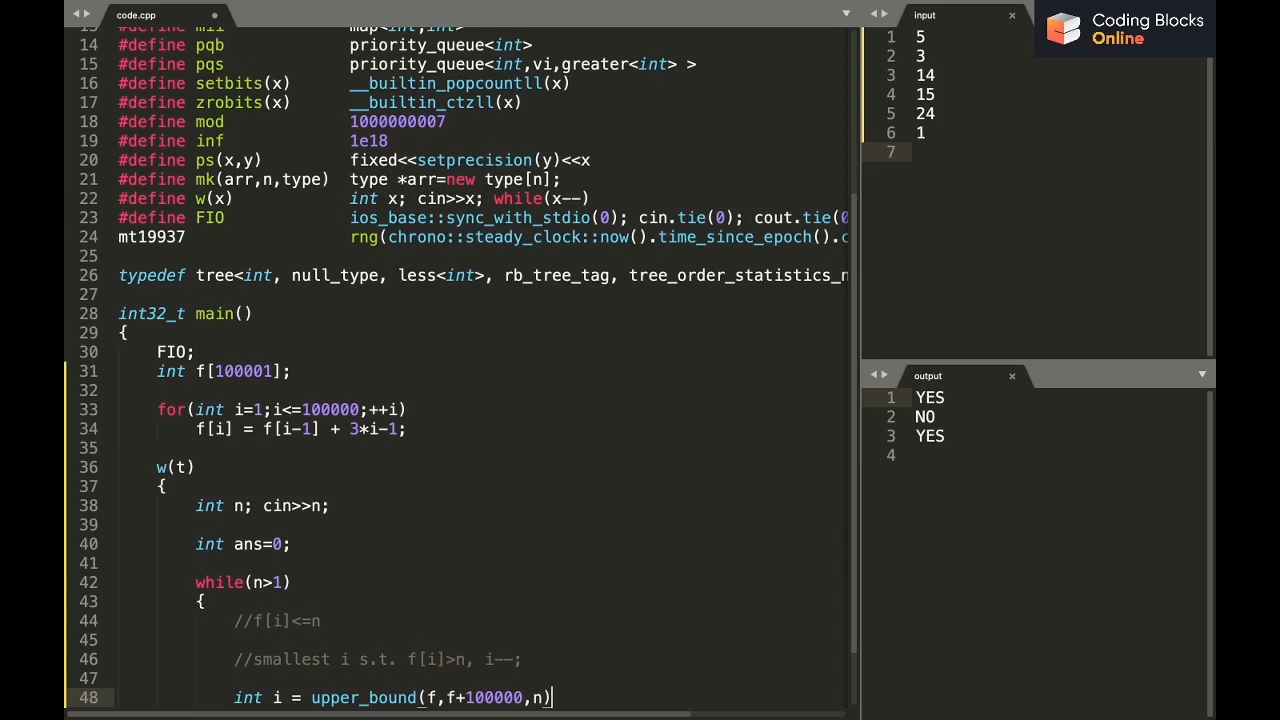 code.cpp
13 #define mii map<int,int>
14 #define pqb priority_queue<int>
15 #define pqs priority_queue<int,vi,greater<int> >
16 #define setbits(x) __builtin_popcountll(x)
17 #define zrobits(x) __builtin_ctzll(x)
18 #define mod 1000000007
19 #define inf 1e18
20 #define ps(x,y) fixed<<setprecision(y)<<x
21 #define mk(arr,n,type) type *arr=new type[n];
22 #define w(x) int x; cin>>x; while(x--)
23 #define FIO ios_base::sync_with_stdio(0); cin.tie(0); cout.tie(0
24 mt19937 rng(chrono::steady_clock::now().time_since_epoch().c
25
26 typedef tree<int, null_type, less<int>, rb_tree_tag, tree_order_statistics_n
27
28 int32_t main()
29 {
30 FIO;
31 int f[100001];
32
33 for(int i=1;i<=100000;++i)
34 f[i] = f[i-1] + 3*i-1;
35
36 w(t)
37 {
38 int n; cin>>n;
39
40 int ans=0;
41
42 while(n>1)
43 {
44 //f[i]<=n
45
46 //smallest i s.t. f[i]>n, i--;
47
48 int i = upper_bound(f,f+100000,n)
input
1 5
2 3
3 14
4 15
5 24
6 1
7
Coding Blocks
Online
output
1 YES
2 NO
3 YES
4